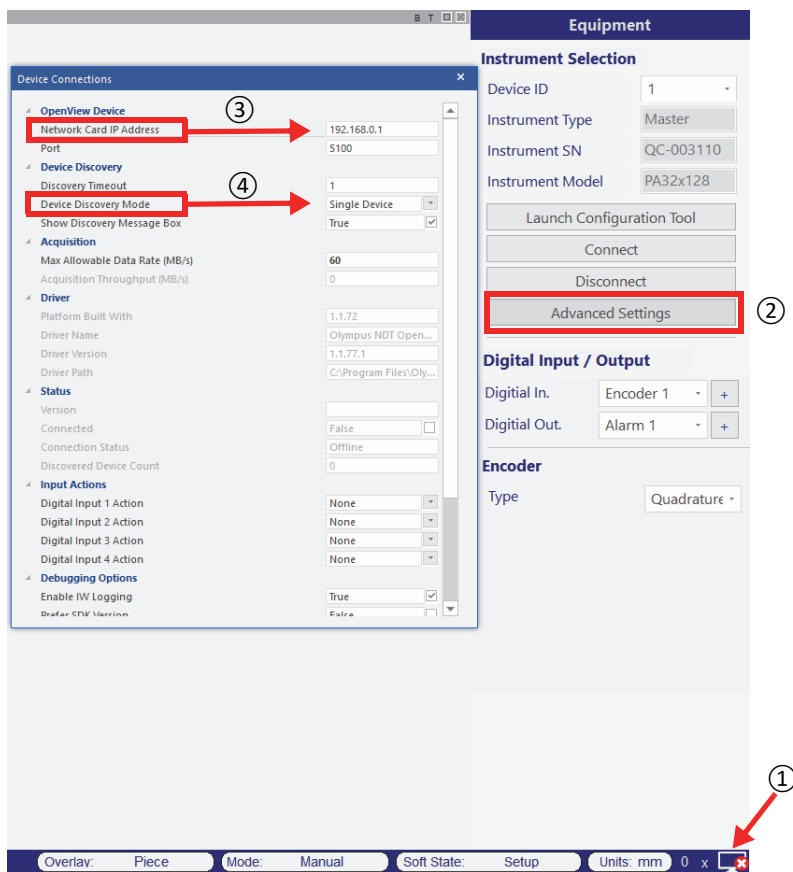 B T
Equipment
Instrument Selection
Device ID 1
Instrument Type Master
Instrument SN QC-003110
Instrument Model PA32x128
Launch Configuration Tool
Connect
Disconnect
Advanced Settings
②
Digital Input / Output
Digitial In. Encoder 1 +
Digitial Out. Alarm 1 +
Encoder
Type Quadrature
Device Connections ×
OpenView Device
③
Network Card IP Address 192.168.0.1
Port 5100
Device Discovery
④
Discovery Timeout 1
Device Discovery Mode Single Device
Show Discovery Message Box True
Acquisition
Max Allowable Data Rate (MB/s) 60
Acquisition Throughput (MB/s) 0
Driver
Platform Built With 1.1.72
Driver Name Olympus NDT Open...
Driver Version 1.1.77.1
Driver Path C:\Program Files\Oly...
Status
Version
Connected False
Connection Status Offline
Discovered Device Count 0
Input Actions
Digital Input 1 Action None
Digital Input 2 Action None
Digital Input 3 Action None
Digital Input 4 Action None
Debugging Options
Enable IW Logging True
Prefer SDK Version False
①
Overlay: Piece Mode: Manual Soft State: Setup Units: mm 0 x